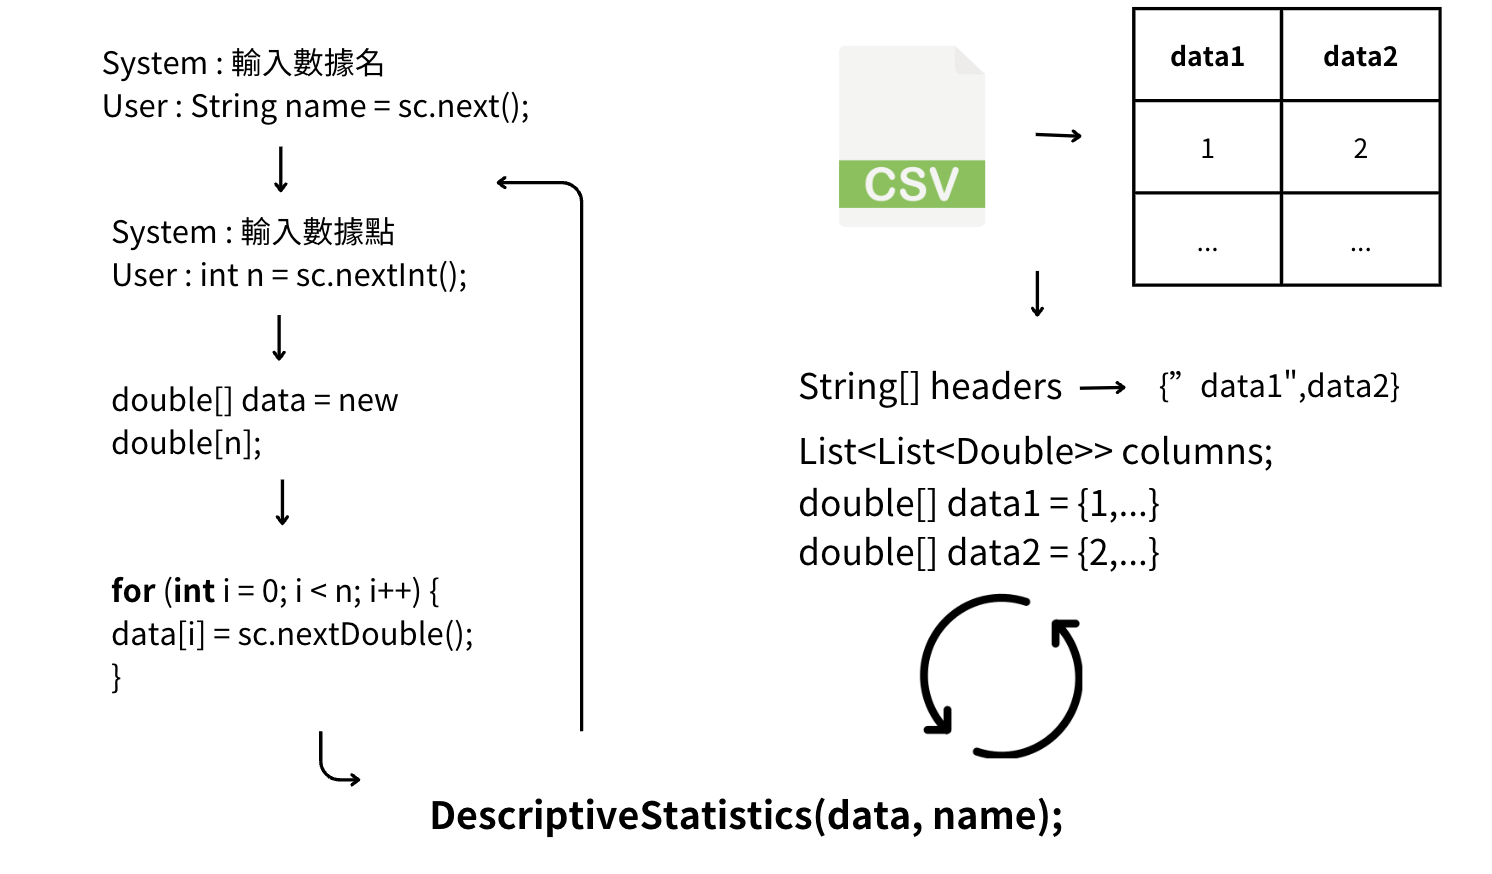 System : 輸入數據名
User : String name = sc.next();
System : 輸入數據點
User : int n = sc.nextInt();
double[] data = new
double[n];
for (int i = 0; i < n; i++) {
data[i] = sc.nextDouble();
}
CSV
data1 data2
1 2
... ...
String[] headers
{”data1",data2}
List<List<Double>> columns;
double[] data1 = {1,...}
double[] data2 = {2,...}
DescriptiveStatistics(data, name);